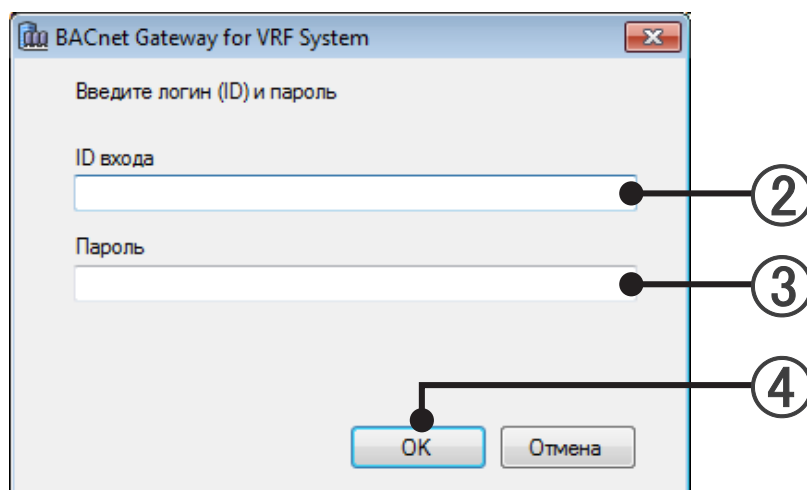 BACnet Gateway for VRF System
Введите логин (ID) и пароль
ID входа
②
Пароль
③
④
OK
Отмена